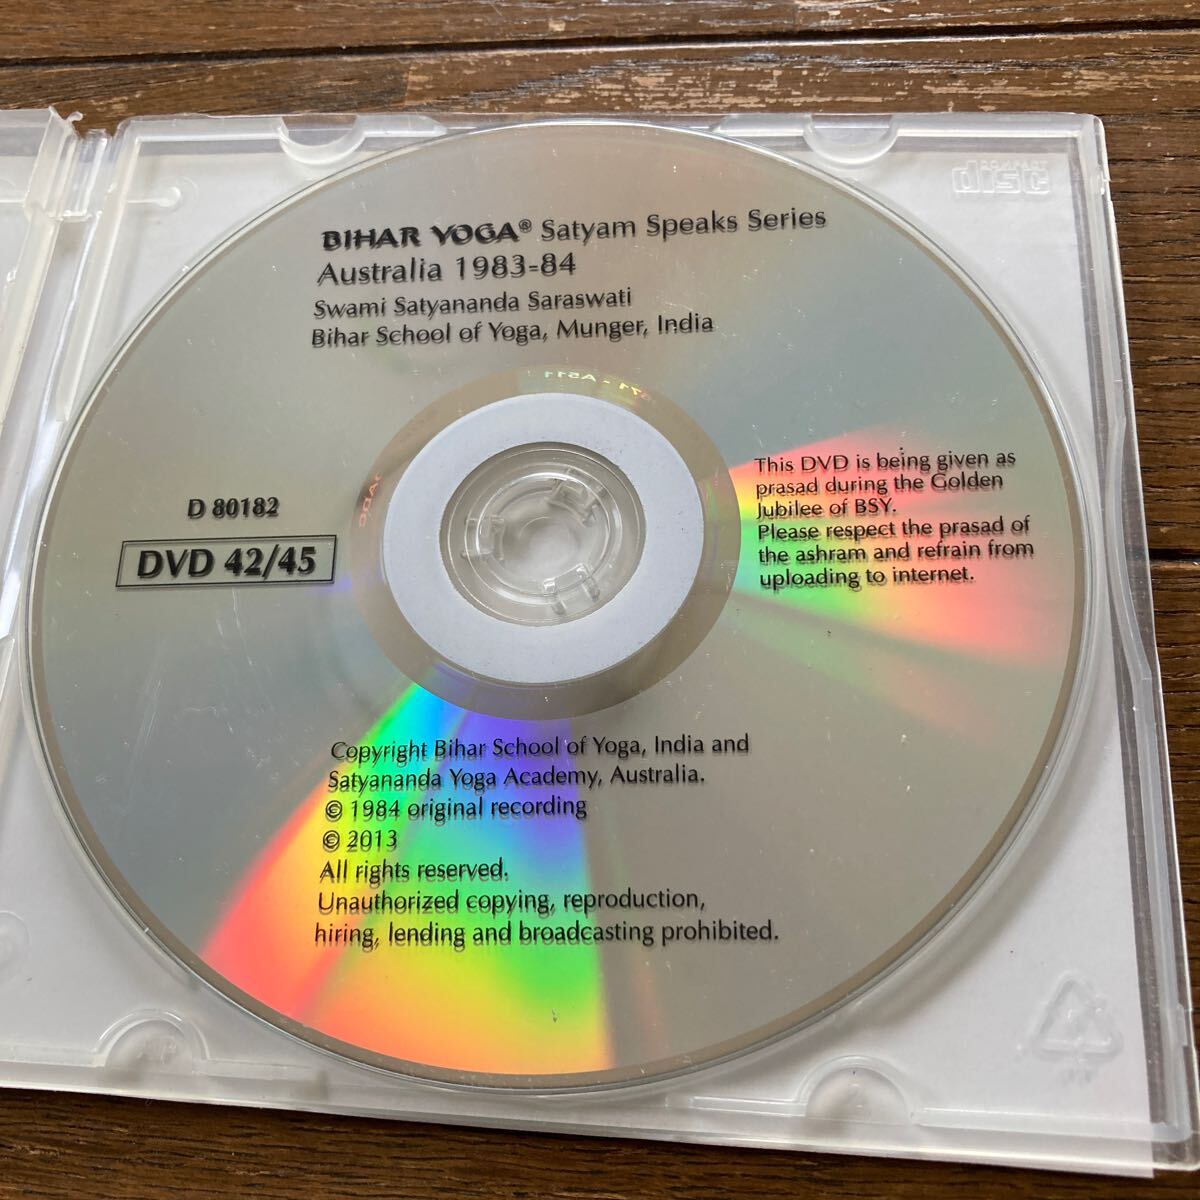 COMPACT
disc
BIHAR YOGA® Satyam Speaks Series
Australia 1983-84
Swami Satyananda Saraswati
Bihar School of Yoga, Munger, India
D 80182
DVD 42/45
This DVD is being given as
prasad during the Golden
Jubilee of BSY.
Please respect the prasad of
the ashram and refrain from
uploading to internet.
Copyright Bihar School of Yoga, India and
Satyananda Yoga Academy, Australia.
© 1984 original recording
© 2013
All rights reserved.
Unauthorized copying, reproduction,
hiring, lending and broadcasting prohibited.